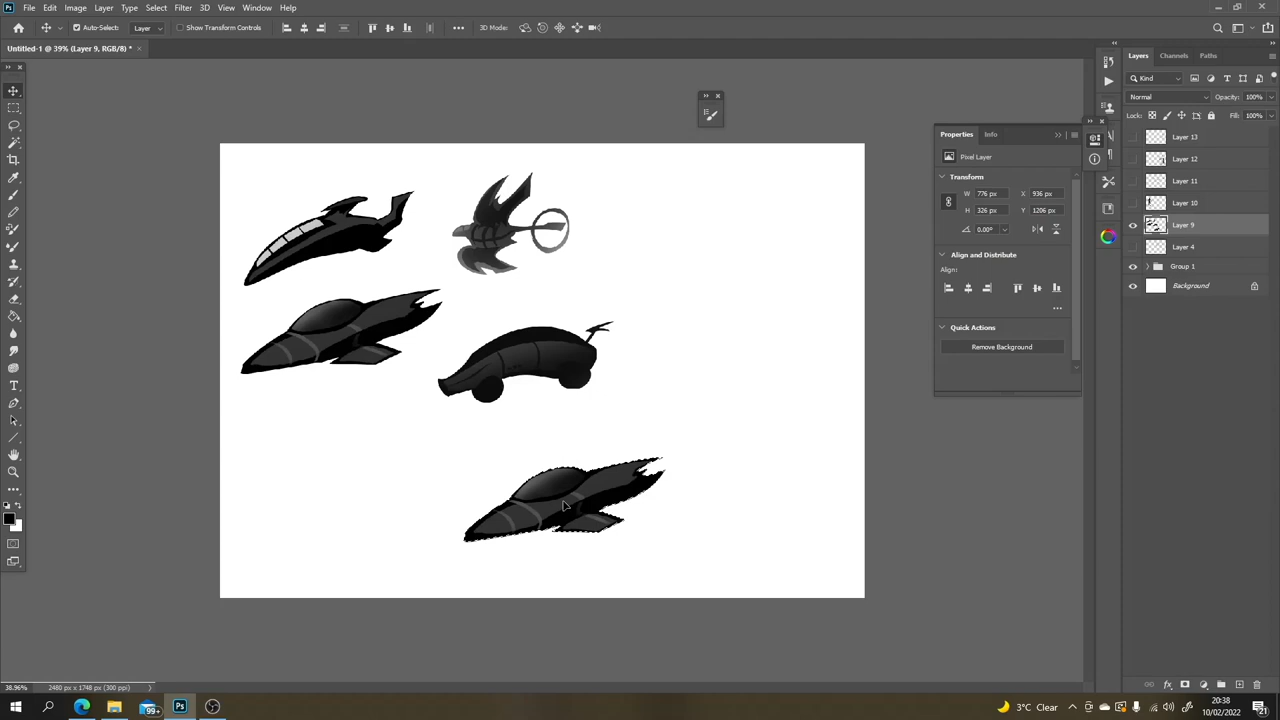 Ps File Edit Image Layer Type Select Filter 3D View Window Help
Auto-Select: Layer Show Transform Controls 3D Mode:
Untitled-1 @ 39% (Layer 9, RGB/8) *
Layers Channels Paths
Kind
Normal Opacity: 100%
Lock: Fill: 100%
Layer 13
Layer 12
Layer 11
Layer 10
Layer 9
Layer 4
Group 1
Background
Properties Info
Pixel Layer
Transform
W 776 px X 936 px
H 326 px Y 1206 px
0.00°
Align and Distribute
Align:
Quick Actions
Remove Background
38.96% 2480 px x 1748 px (300 ppi)
99+ Ps 3°C Clear 20:38
10/02/2022